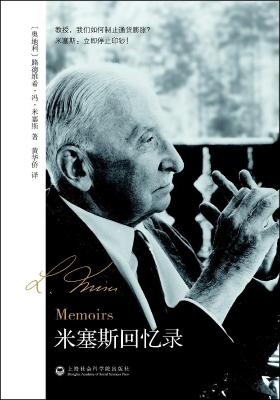 教授，我们如何制止通货膨胀？
米塞斯：立即停止印钞！
［奥地利］路德维希·冯·米塞斯 著
黄华侨 译
L. Mises
Memoirs
米塞斯回忆录
上海社会科学院出版社
Shanghai Academy of Social Sciences Press